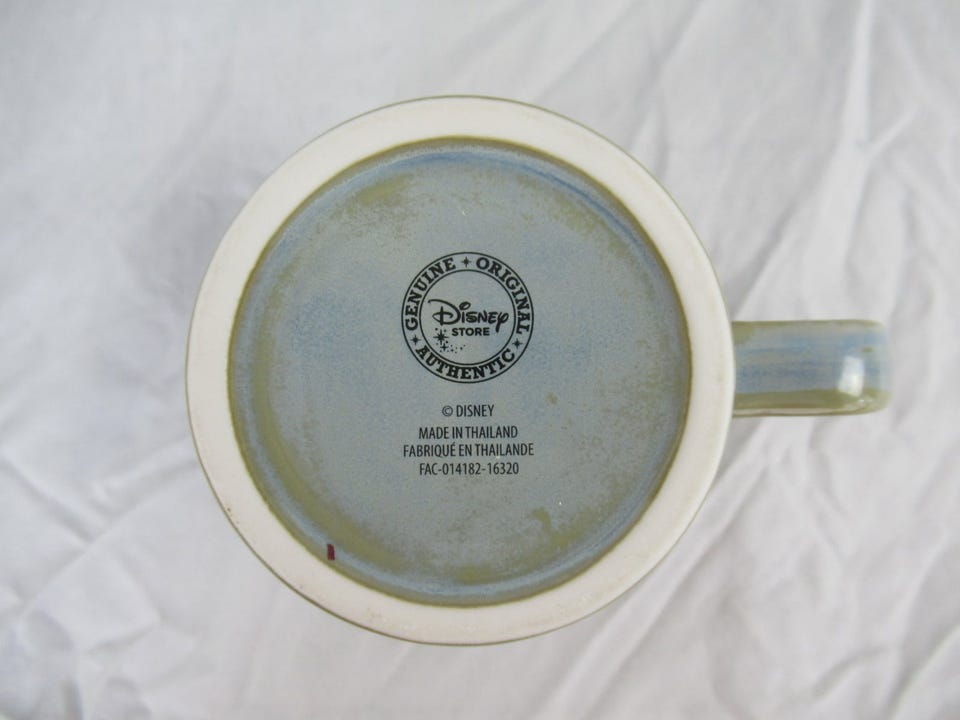 GENUINE ✦ ORIGINAL ✦ AUTHENTIC ✦
Disney
STORE
© DISNEY
MADE IN THAILAND
FABRIQUÉ EN THAILANDE
FAC-014182-16320